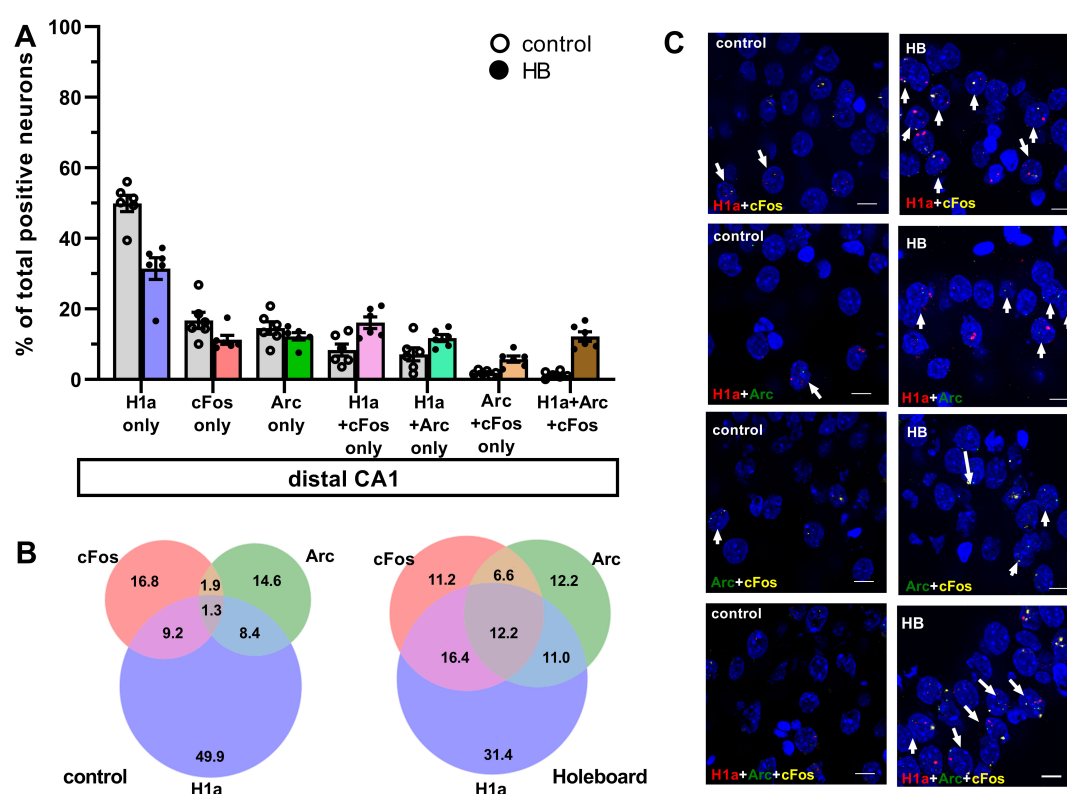 A
100
80
60
40
20
0
% of total positive neurons
control
HB
H1a
only
cFos
only
Arc
only
H1a
+cFos
only
H1a
+Arc
only
Arc
+cFos
only
H1a+Arc
+cFos
distal CA1
B
cFos
Arc
16.8
1.9
14.6
1.3
9.2
8.4
49.9
control
H1a
cFos
Arc
11.2
6.6
12.2
12.2
16.4
11.0
31.4
Holeboard
H1a
C
control
H1a+cFos
HB
H1a+cFos
control
H1a+Arc
HB
H1a+Arc
control
Arc+cFos
HB
Arc+cFos
control
H1a+Arc+cFos
HB
H1a+Arc+cFos